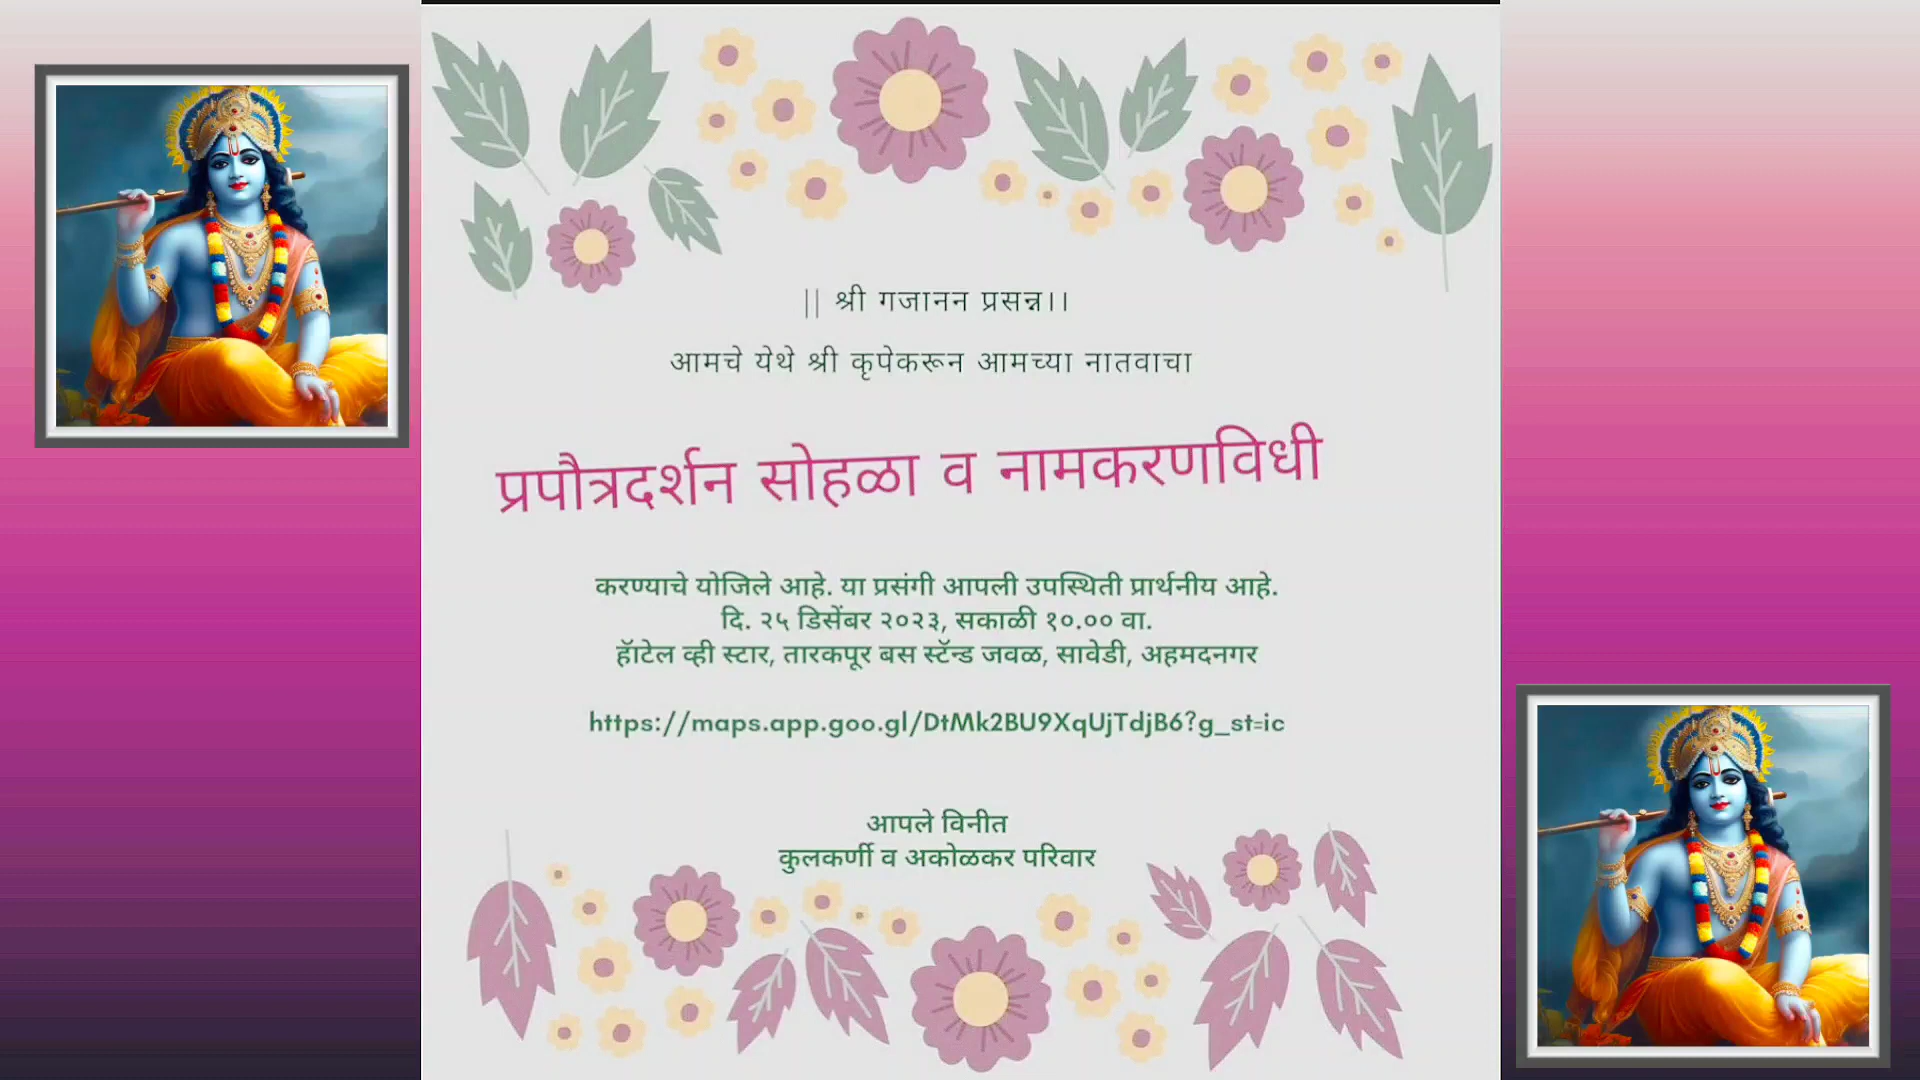 || श्री गजानन प्रसन्न।।
आमचे येथे श्री कृपेकरून आमच्या नातवाचा
प्रपौत्रदर्शन सोहळा व नामकरणविधी
करण्याचे योजिले आहे. या प्रसंगी आपली उपस्थिती प्रार्थनीय आहे.
दि. २५ डिसेंबर २०२३, सकाळी १०.०० वा.
हॅाटेल व्ही स्टार, तारकपूर बस स्टॅन्ड जवळ, सावेडी, अहमदनगर
https://maps.app.goo.gl/DtMk2BU9XqUjTdjB6?g_st=ic
आपले विनीत
कुलकर्णी व अकोळकर परिवार